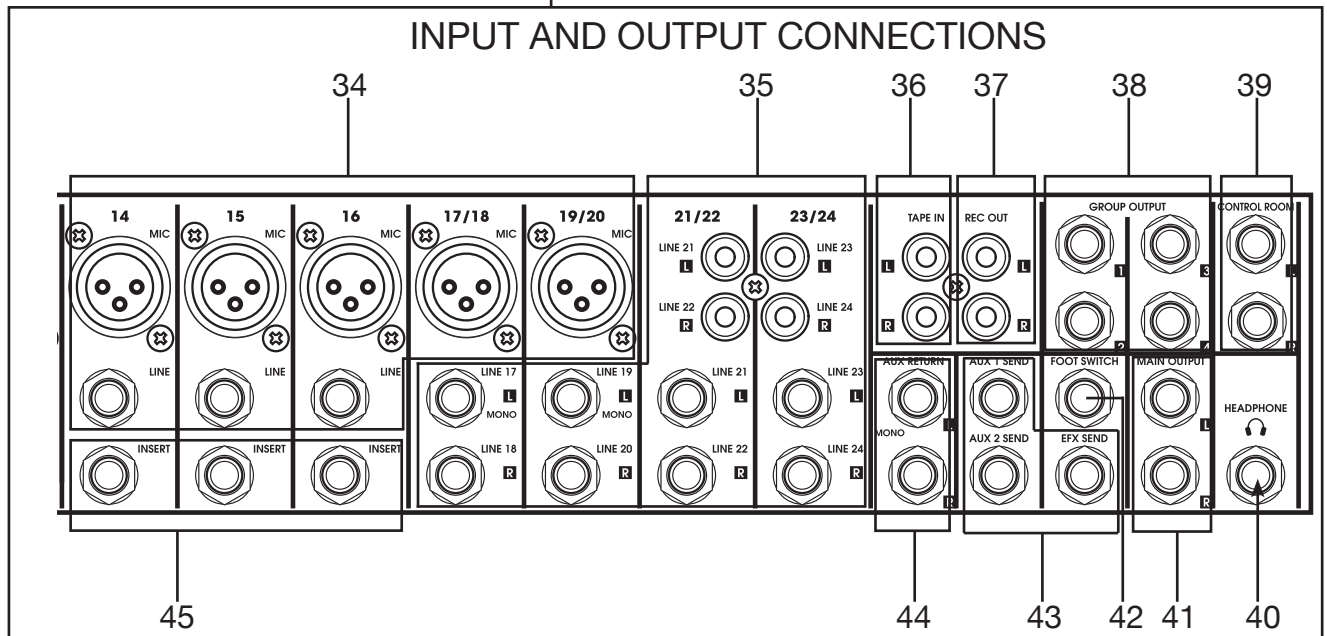 INPUT AND OUTPUT CONNECTIONS
34 35 36 37 38 39
14 15 16 17/18 19/20 21/22 23/24 TAPE IN REC OUT GROUP OUTPUT CONTROL ROOM
MIC MIC MIC MIC MIC
LINE 21 L LINE 23 L L L 1 3 L
LINE 22 R LINE 24 R R R 2 4 R
LINE LINE LINE LINE 17 L MONO LINE 19 L MONO LINE 21 L LINE 23 L AUX RETURN L MONO AUX 1 SEND FOOT SWITCH MAIN OUTPUT L HEADPHONE
INSERT INSERT INSERT LINE 18 R LINE 20 R LINE 22 R LINE 24 R R AUX 2 SEND EFX SEND R
45 44 43 42 41 40